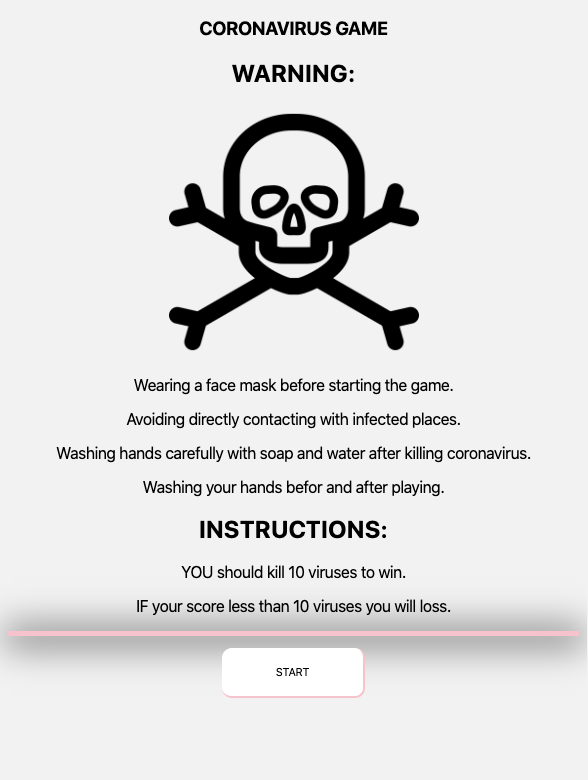 CORONAVIRUS GAME
WARNING:
Wearing a face mask before starting the game.
Avoiding directly contacting with infected places.
Washing hands carefully with soap and water after killing coronavirus.
Washing your hands befor and after playing.
INSTRUCTIONS:
YOU should kill 10 viruses to win.
IF your score less than 10 viruses you will loss.
START